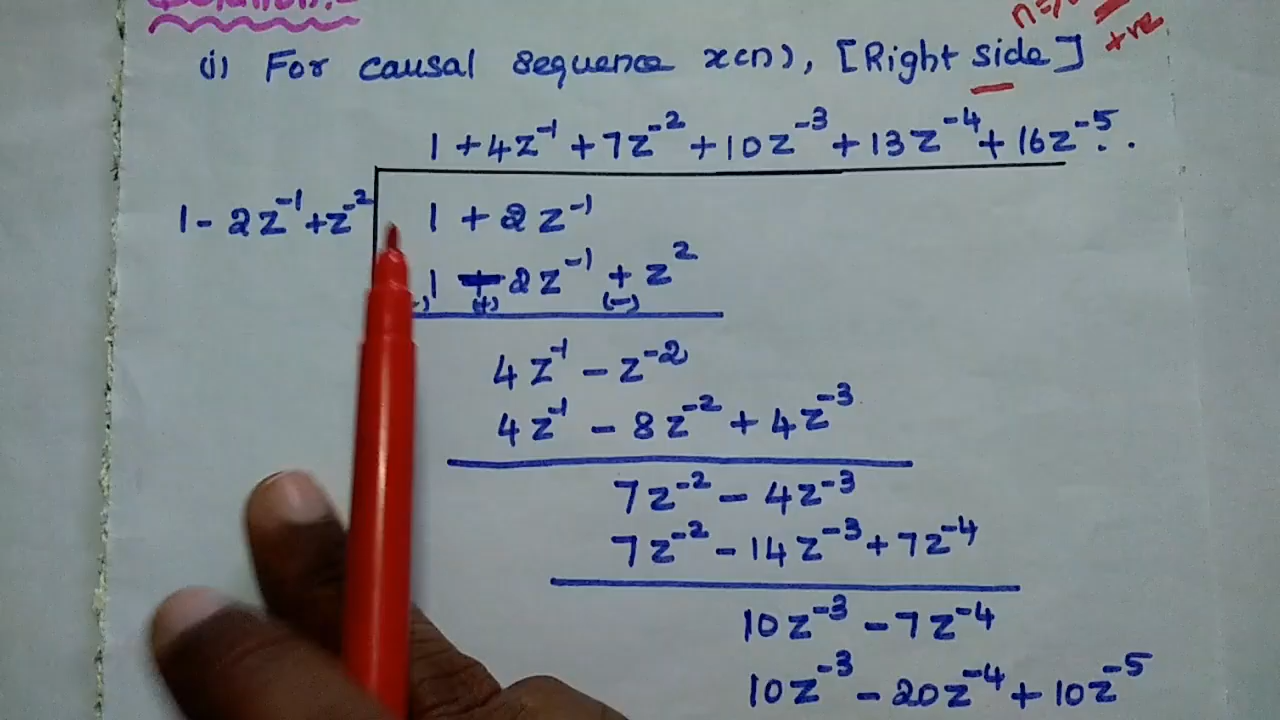 (i) For causal sequence x(n), [Right side]
+ve
1 + 4z⁻¹ + 7z⁻² + 10z⁻³ + 13z⁻⁴ + 16z⁻⁵ . .
1 - 2z⁻¹ + z⁻² 1 + 2z⁻¹
1 - 2z⁻¹ + z²
(+) (-)
4z⁻¹ - z⁻²
4z⁻¹ - 8z⁻² + 4z⁻³
7z⁻² - 4z⁻³
7z⁻² - 14z⁻³ + 7z⁻⁴
10z⁻³ - 7z⁻⁴
10z⁻³ - 20z⁻⁴ + 10z⁻⁵